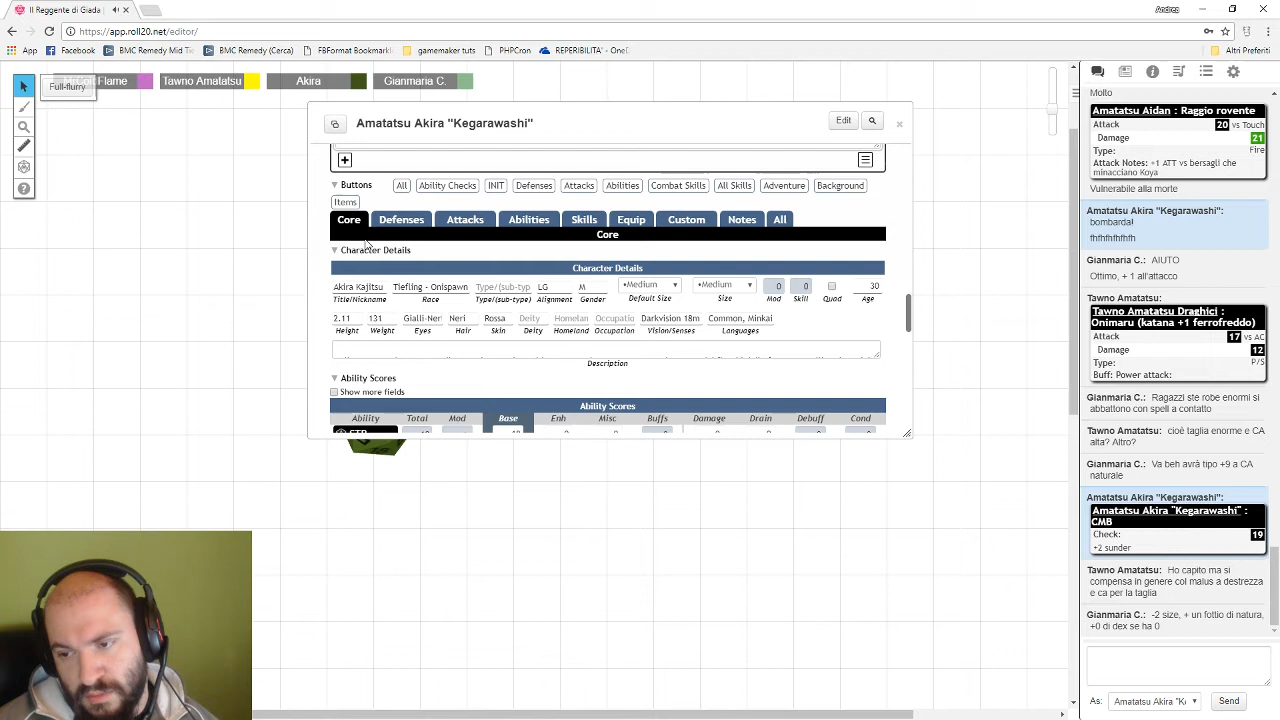 Il Reggente di Giada
Andrea
https://app.roll20.net/editor/
App
Facebook
BMC Remedy Mid Tie
BMC Remedy (Cerca)
FBFormat Bookmarkl
gamemaker tuts
PHPCron
REPERIBILITA' - OneD
Altri Preferiti
Flame
Tawno Amatatsu
Akira
Gianmaria C.
Full-flurry
Amatatsu Akira "Kegarawashi"
Edit
Buttons
All
Ability Checks
INIT
Defenses
Attacks
Abilities
Combat Skills
All Skills
Adventure
Background
Items
Core
Defenses
Attacks
Abilities
Skills
Equip
Custom
Notes
All
Core
Character Details
Character Details
Akira Kajitsu
Tiefling - Onispawn
Type/(sub-typ
LG
M
•Medium
•Medium
0
0
30
Title/Nickname
Race
Type/(sub-type)
Alignment
Gender
Default Size
Size
Mod
Skill
Quad
Age
2.11
131
Gialli-Neri
Neri
Rossa
Deity
Homelan
Occupatio
Darkvision 18m
Common, Minkai
Height
Weight
Eyes
Hair
Skin
Deity
Homeland
Occupation
Vision/Senses
Languages
Description
Ability Scores
Show more fields
Ability Scores
Ability
Total
Mod
Base
Enh
Misc
Buffs
Damage
Drain
Debuff
Cond
Molto
Amatatsu Aidan : Raggio rovente
Attack 20 vs Touch
Damage 21
Type: Fire
Attack Notes: +1 ATT vs bersagli che
minacciano Koya
Vulnerabile alla morte
Amatatsu Akira "Kegarawashi":
bombarda!
fhfhfhfhfhfh
Gianmaria C.: AIUTO
Ottimo, + 1 all'attacco
Tawno Amatatsu:
Tawno Amatatsu Draghici :
Onimaru (katana +1 ferrofreddo)
Attack 17 vs AC
Damage 12
Type: P/S
Buff: Power attack:
Gianmaria C.: Ragazzi ste robe enormi si
abbattono con spell a contatto
Tawno Amatatsu: cioè taglia enorme e CA
alta? Altro?
Gianmaria C.: Va beh avrà tipo +9 a CA
naturale
Amatatsu Akira "Kegarawashi":
Amatatsu Akira "Kegarawashi" :
CMB
Check: 19
+2 sunder
Tawno Amatatsu: Ho capito ma si
compensa in genere col malus a destrezza
e ca per la taglia
Gianmaria C.: -2 size, + un fottio di natura,
+0 di dex se ha 0
As:
Amatatsu Akira "K
Send